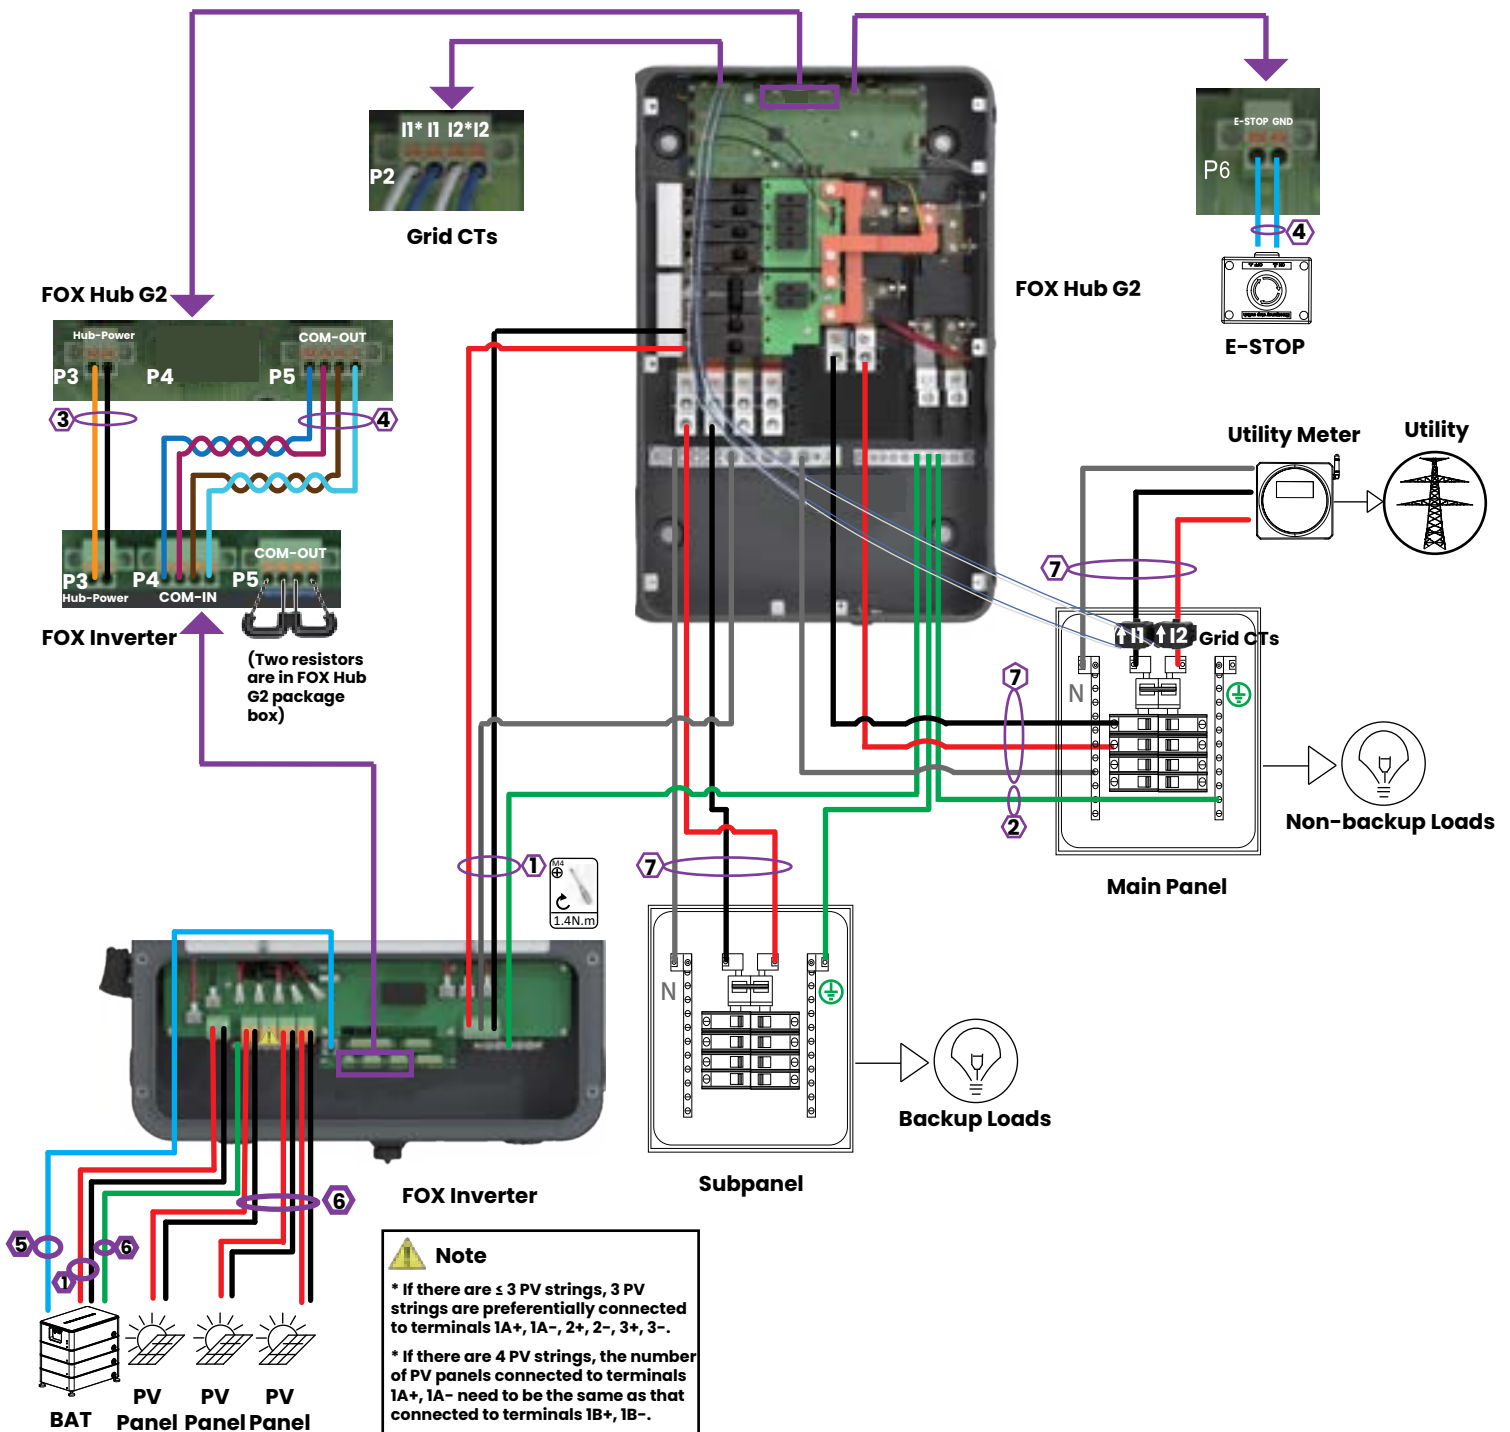 I1* I1 I2* I2
P2
Grid CTs
E-STOP GND
P6
4
E-STOP
FOX Hub G2
FOX Hub G2
Hub-Power
COM-OUT
P3
P4
P5
3
4
COM-OUT
P3
P4
P5
Hub-Power
COM-IN
FOX Inverter
(Two resistors
are in FOX Hub
G2 package
box)
Utility Meter
Utility
7
I1
I2
Grid CTs
N
7
2
Non-backup Loads
Main Panel
1
M4
1.4N.m
7
N
Backup Loads
Subpanel
FOX Inverter
6
5
1
6
BAT
PV
Panel
PV
Panel
PV
Panel
Note
* If there are ≤ 3 PV strings, 3 PV
strings are preferentially connected
to terminals 1A+, 1A-, 2+, 2-, 3+, 3-.
* If there are 4 PV strings, the number
of PV panels connected to terminals
1A+, 1A- need to be the same as that
connected to terminals 1B+, 1B-.